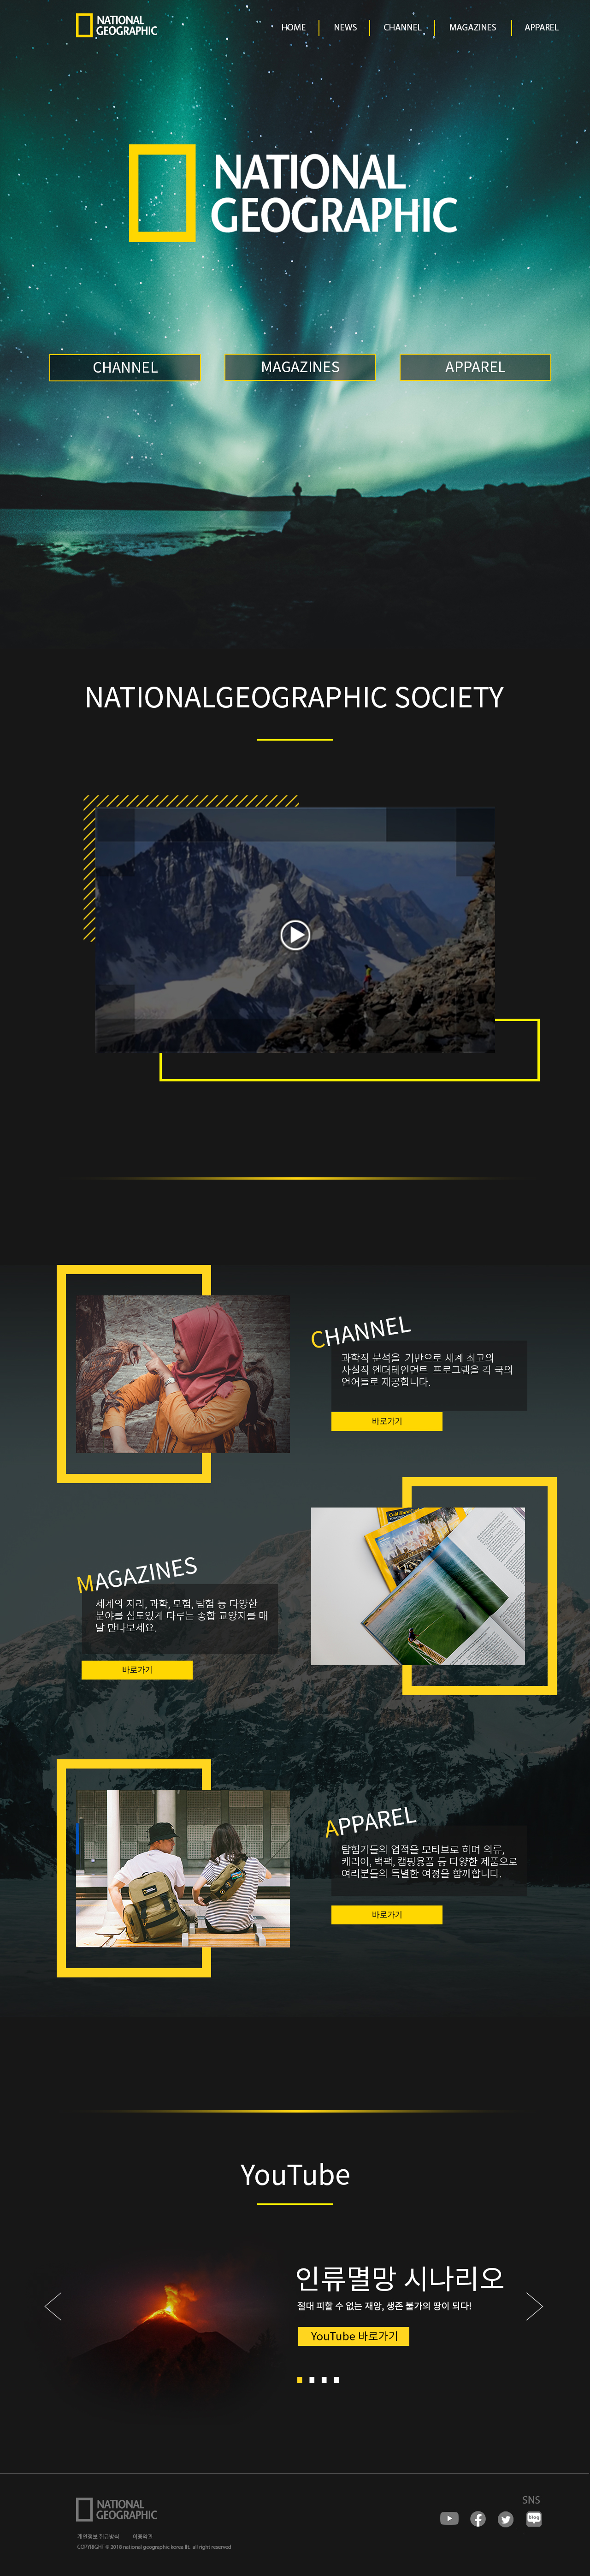 NATIONAL
GEOGRAPHIC
HOME
NEWS
CHANNEL
MAGAZINES
APPAREL
NATIONAL
GEOGRAPHIC
CHANNEL
MAGAZINES
APPAREL
NATIONALGEOGRAPHIC SOCIETY
CHANNEL
과학적 분석을 기반으로 세계 최고의
사실적 엔터테인먼트 프로그램을 각 국의
언어들로 제공합니다.
바로가기
MAGAZINES
세계의 지리, 과학, 모험, 탐험 등 다양한
분야를 심도있게 다루는 종합 교양지를 매
달 만나보세요.
바로가기
APPAREL
탐험가들의 업적을 모티브로 하며 의류,
캐리어, 백팩, 캠핑용품 등 다양한 제품으로
여러분들의 특별한 여정을 함께합니다.
바로가기
YouTube
인류멸망 시나리오
절대 피할 수 없는 재앙, 생존 불가의 땅이 되다!
YouTube 바로가기
NATIONAL
GEOGRAPHIC
SNS
blog
개인정보 취급방식 이용약관
COPYRIGHT © 2018 national geographic korea llt. all right reserved